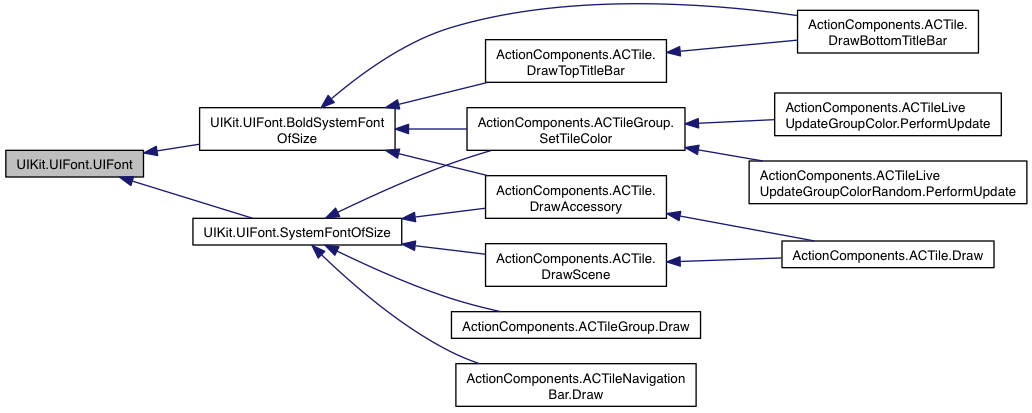 UIKit.UIFont.UIFont
UIKit.UIFont.BoldSystemFont
OfSize
UIKit.UIFont.SystemFontOfSize
ActionComponents.ACTile.
DrawTopTitleBar
ActionComponents.ACTileGroup.
SetTileColor
ActionComponents.ACTile.
DrawAccessory
ActionComponents.ACTile.
DrawScene
ActionComponents.ACTileGroup.Draw
ActionComponents.ACTileNavigation
Bar.Draw
ActionComponents.ACTile.
DrawBottomTitleBar
ActionComponents.ACTileLive
UpdateGroupColor.PerformUpdate
ActionComponents.ACTileLive
UpdateGroupColorRandom.PerformUpdate
ActionComponents.ACTile.Draw